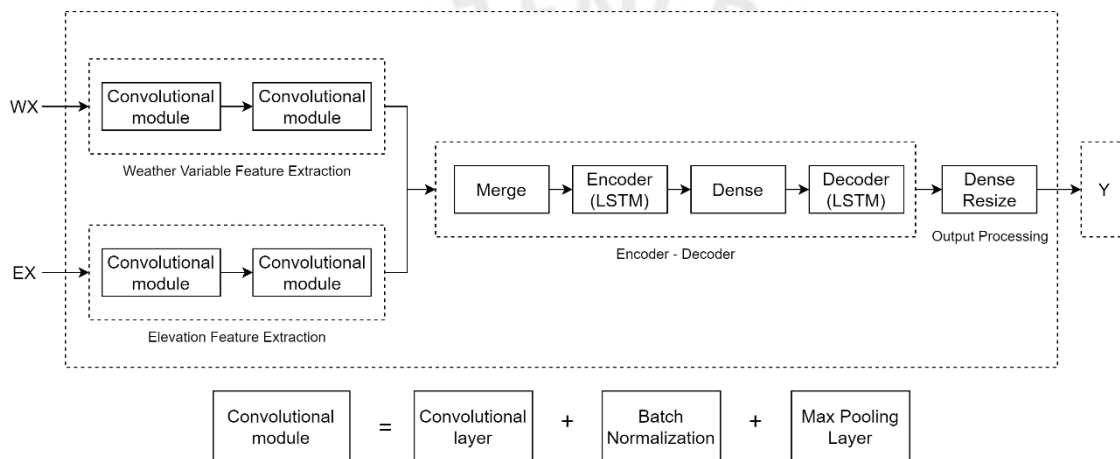 WX
Convolutional
module
Convolutional
module
Weather Variable Feature Extraction
EX
Convolutional
module
Convolutional
module
Elevation Feature Extraction
Merge
Encoder
(LSTM)
Dense
Decoder
(LSTM)
Encoder - Decoder
Dense
Resize
Output Processing
Y
Convolutional
module
=
Convolutional
layer
+
Batch
Normalization
+
Max Pooling
Layer